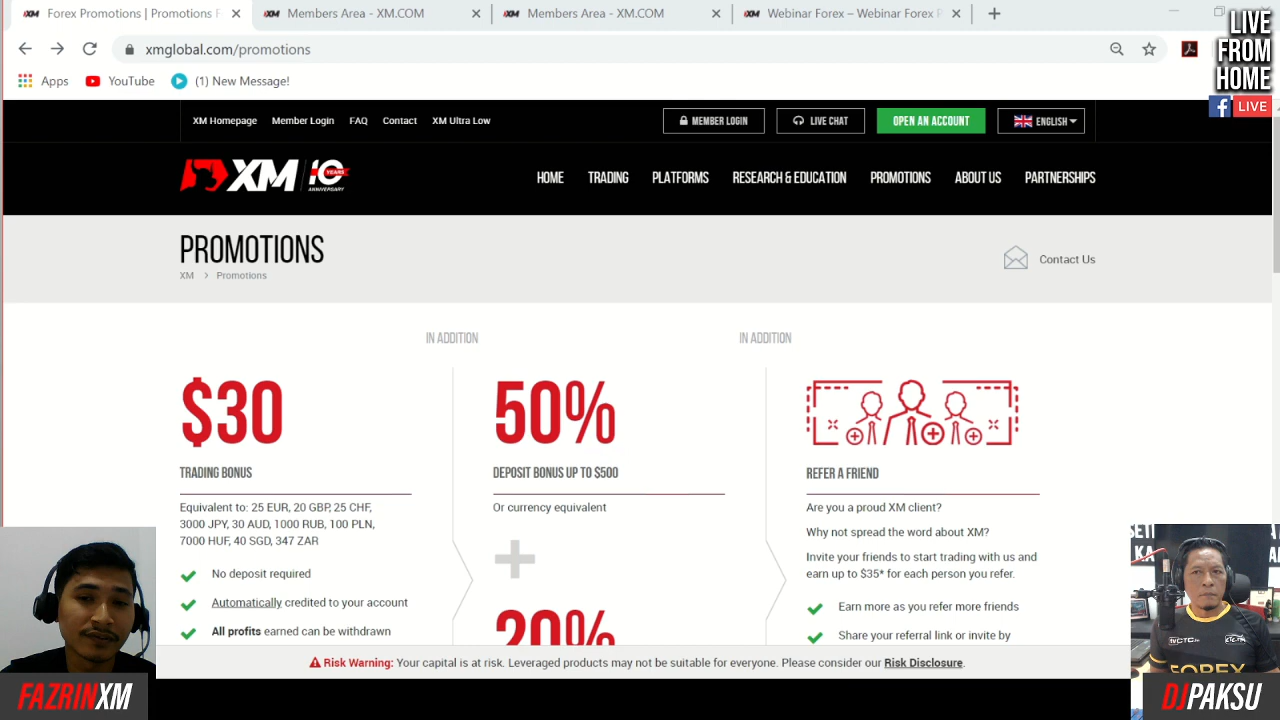 Forex Promotions | Promotions F
Members Area - XM.COM
Members Area - XM.COM
Webinar Forex – Webinar Forex P
LIVE
FROM
HOME
LIVE
xmglobal.com/promotions
Apps
YouTube
(1) New Message!
XM Homepage
Member Login
FAQ
Contact
XM Ultra Low
MEMBER LOGIN
LIVE CHAT
OPEN AN ACCOUNT
ENGLISH
XM 10 YEARS
ANNIVERSARY
HOME
TRADING
PLATFORMS
RESEARCH & EDUCATION
PROMOTIONS
ABOUT US
PARTNERSHIPS
PROMOTIONS
XM > Promotions
Contact Us
IN ADDITION
IN ADDITION
$30
TRADING BONUS
Equivalent to: 25 EUR, 20 GBP, 25 CHF,
3000 JPY, 30 AUD, 1000 RUB, 100 PLN,
7000 HUF, 40 SGD, 347 ZAR
No deposit required
Automatically credited to your account
All profits earned can be withdrawn
50%
DEPOSIT BONUS UP TO $500
Or currency equivalent
+
20%
REFER A FRIEND
Are you a proud XM client?
Why not spread the word about XM?
Invite your friends to start trading with us and
earn up to $35* for each person you refer.
Earn more as you refer more friends
Share your referral link or invite by
Risk Warning: Your capital is at risk. Leveraged products may not be suitable for everyone. Please consider our Risk Disclosure.
FOREX
FAZRINXM
DJPAKSU